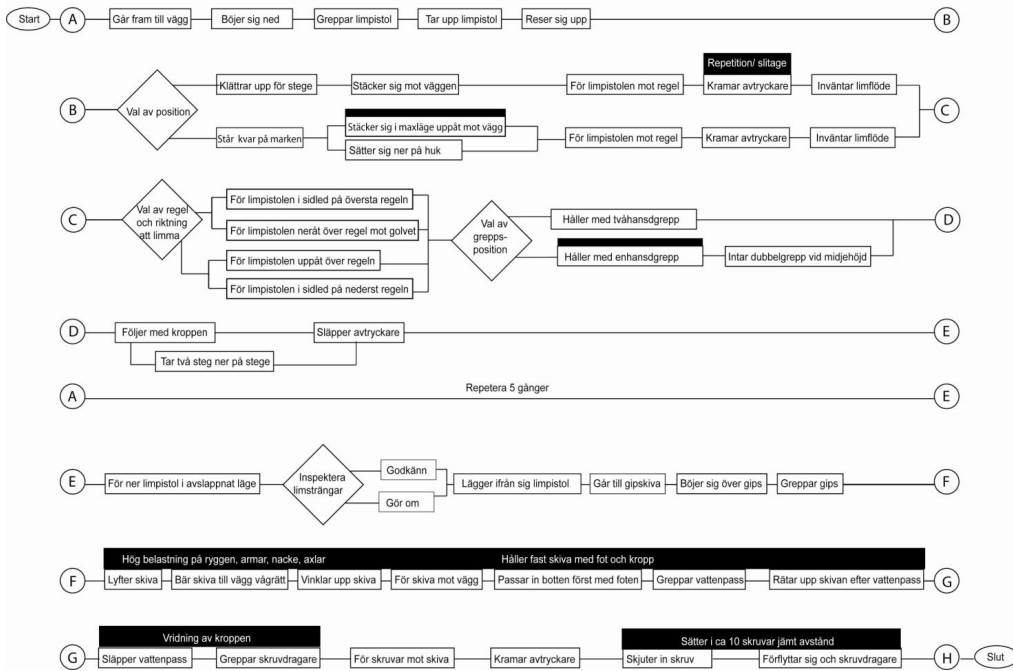 Start
A
Går fram till vägg
Böjer sig ned
Greppar limpistol
Tar upp limpistol
Reser sig upp
B
B
Val av position
Klättrar upp för stege
Stäcker sig mot väggen
För limpistolen mot regel
Repetition/ slitage
Kramar avtryckare
Inväntar limflöde
Står kvar på marken
Stäcker sig i maxläge uppåt mot vägg
Sätter sig ner på huk
För limpistolen mot regel
Kramar avtryckare
Inväntar limflöde
C
C
Val av regel
och riktning
att limma
För limpistolen i sidled på översta regeln
För limpistolen neråt över regel mot golvet
För limpistolen uppåt över regeln
För limpistolen i sidled på nederst regeln
Val av
grepps-
position
Håller med tvåhandsgrepp
Håller med enhansdgrepp
Intar dubbelgrepp vid midjehöjd
D
D
Följer med kroppen
Släpper avtryckare
Tar två steg ner på stege
E
A
Repetera 5 gånger
E
E
För ner limpistol i avslappnat läge
Inspektera
limsträngar
Godkänn
Gör om
Lägger ifrån sig limpistol
Går till gipskiva
Böjer sig över gips
Greppar gips
F
F
Hög belastning på ryggen, armar, nacke, axlar
Håller fast skiva med fot och kropp
Lyfter skiva
Bär skiva till vägg vågrätt
Vinklar upp skiva
För skiva mot vägg
Passar in botten först med foten
Greppar vattenpass
Rätar upp skivan efter vattenpass
G
G
Vridning av kroppen
Släpper vattenpass
Greppar skruvdragare
För skruvar mot skiva
Kramar avtryckare
Sätter i ca 10 skruvar jämt avstånd
Skjuter in skruv
Förflyttar sig och skruvdragare
H
Slut